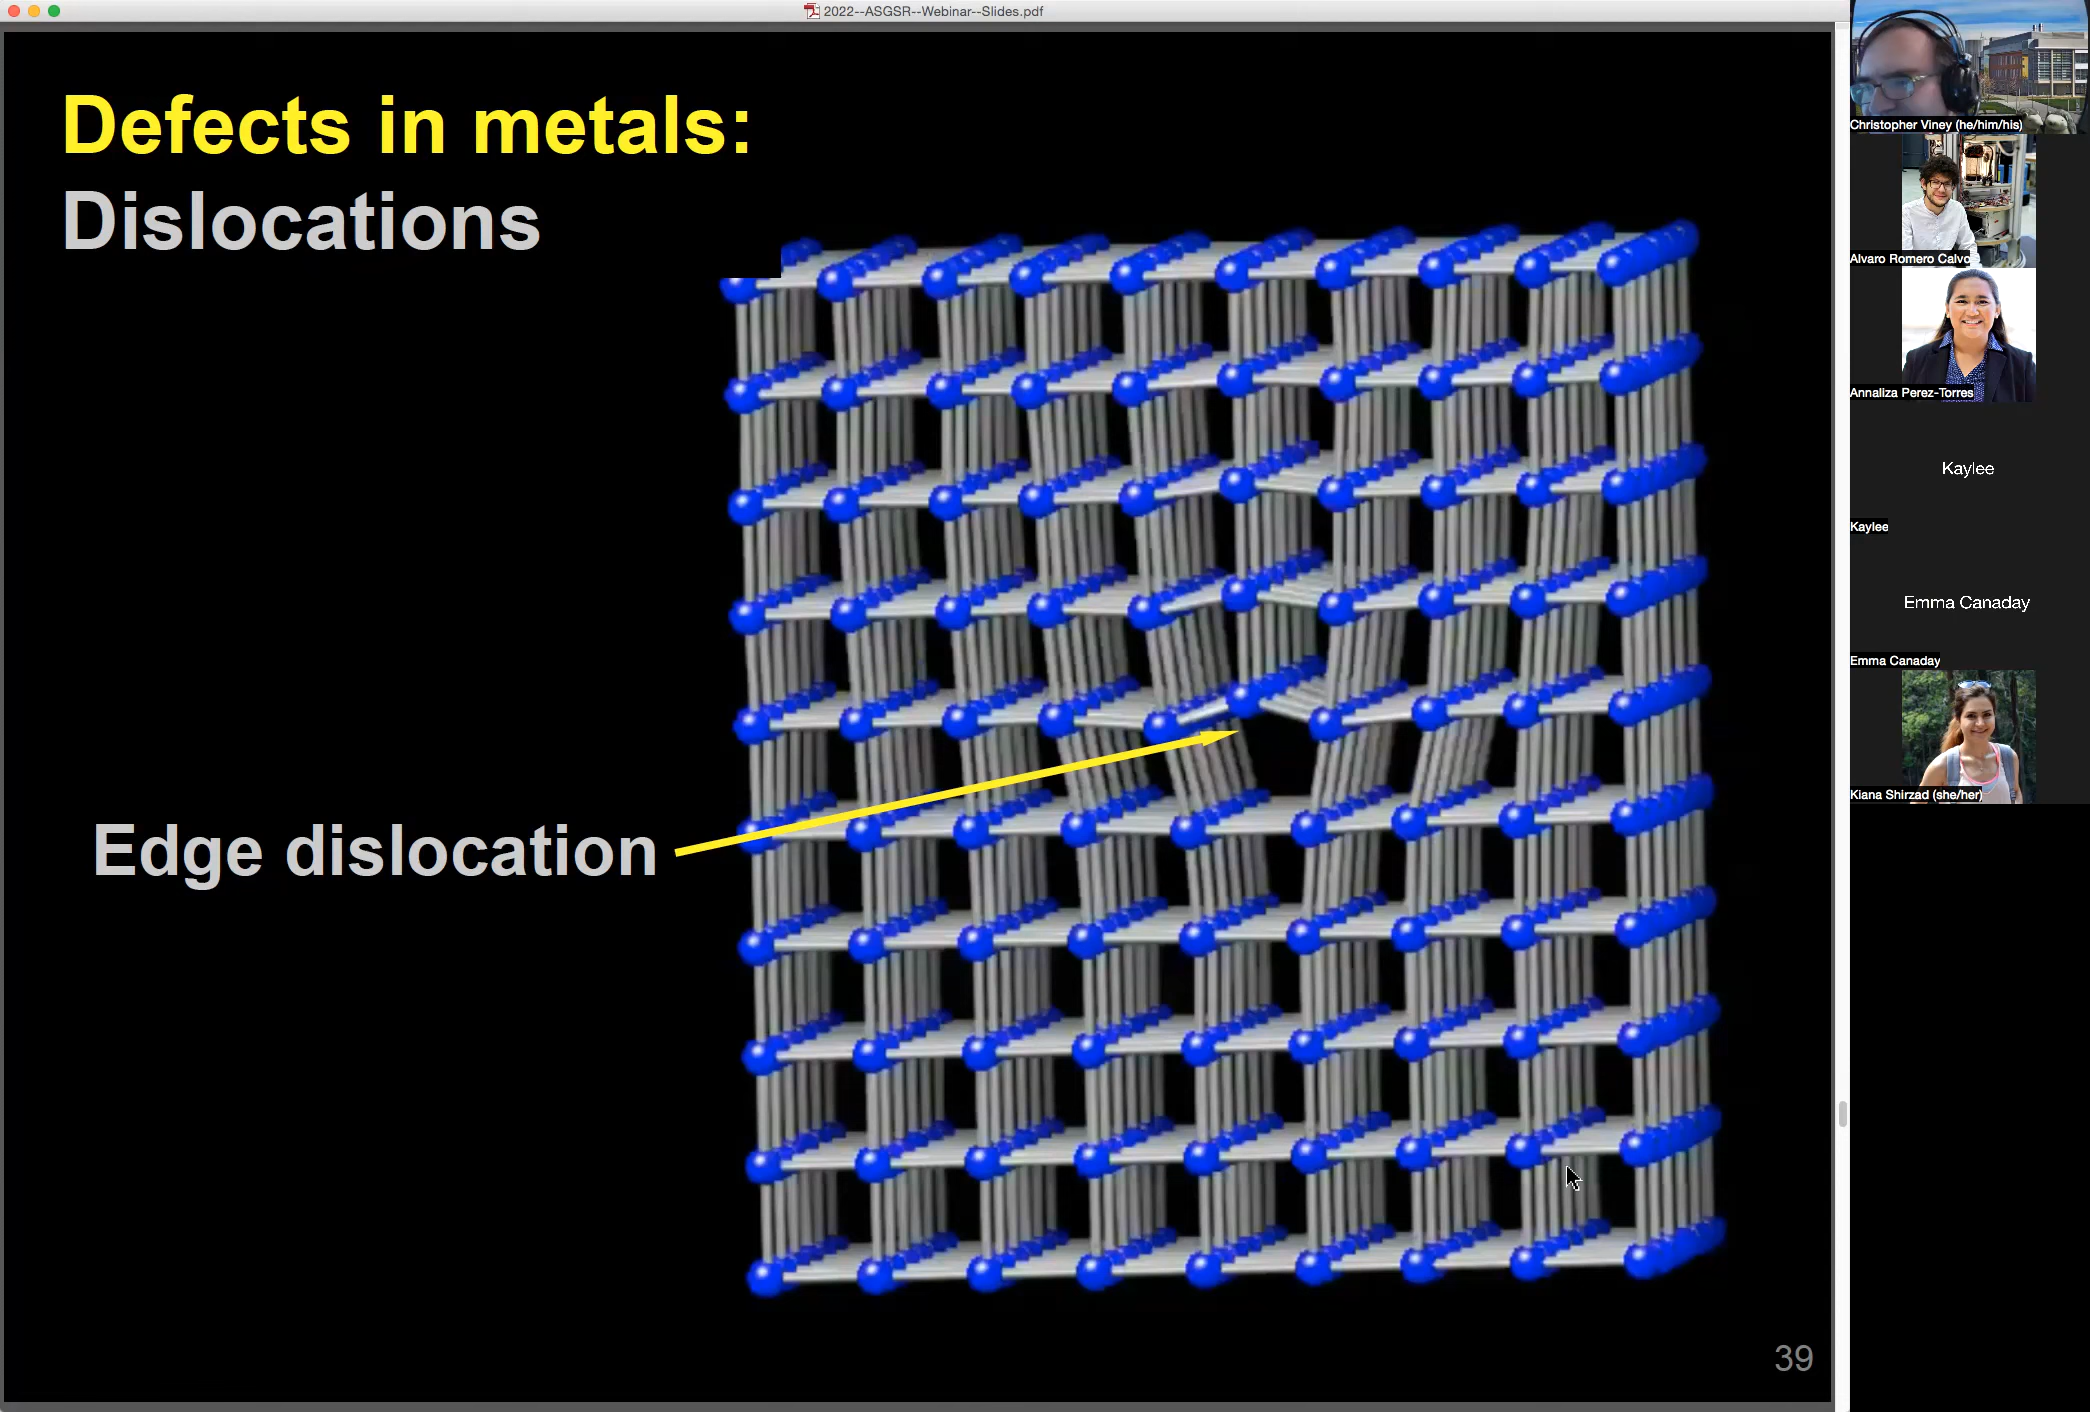 2022--ASGSR--Webinar--Slides.pdf
Defects in metals:
Dislocations
Edge dislocation
39
Christopher Viney (he/him/his)
Alvaro Romero Calvo
Annaliza Perez-Torres
Kaylee
Kaylee
Emma Canaday
Emma Canaday
Kiana Shirzad (she/her)